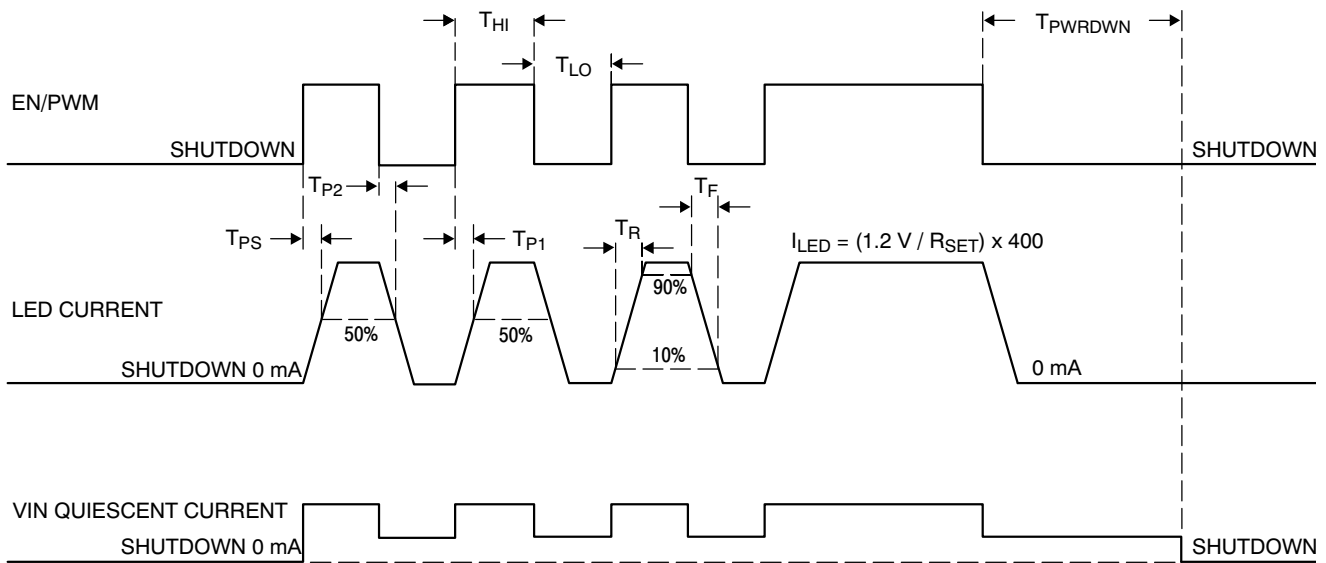 T_HI
T_PWRDWN
T_LO
EN/PWM
SHUTDOWN
SHUTDOWN
T_P2
T_F
T_PS
T_P1
T_R
I_LED = (1.2 V / R_SET) x 400
90%
LED CURRENT
50%
50%
10%
SHUTDOWN 0 mA
0 mA
VIN QUIESCENT CURRENT
SHUTDOWN 0 mA
SHUTDOWN